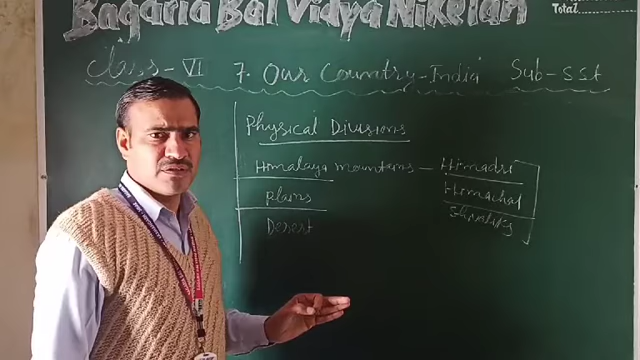 Bagaria Bal Vidya Niketan
Total
Class - VI 7. Our Country - India Sub - SSt
Physical Divisions
Himalaya mountains - Himadri
Himachal
Plains
Shivaliks
Desert